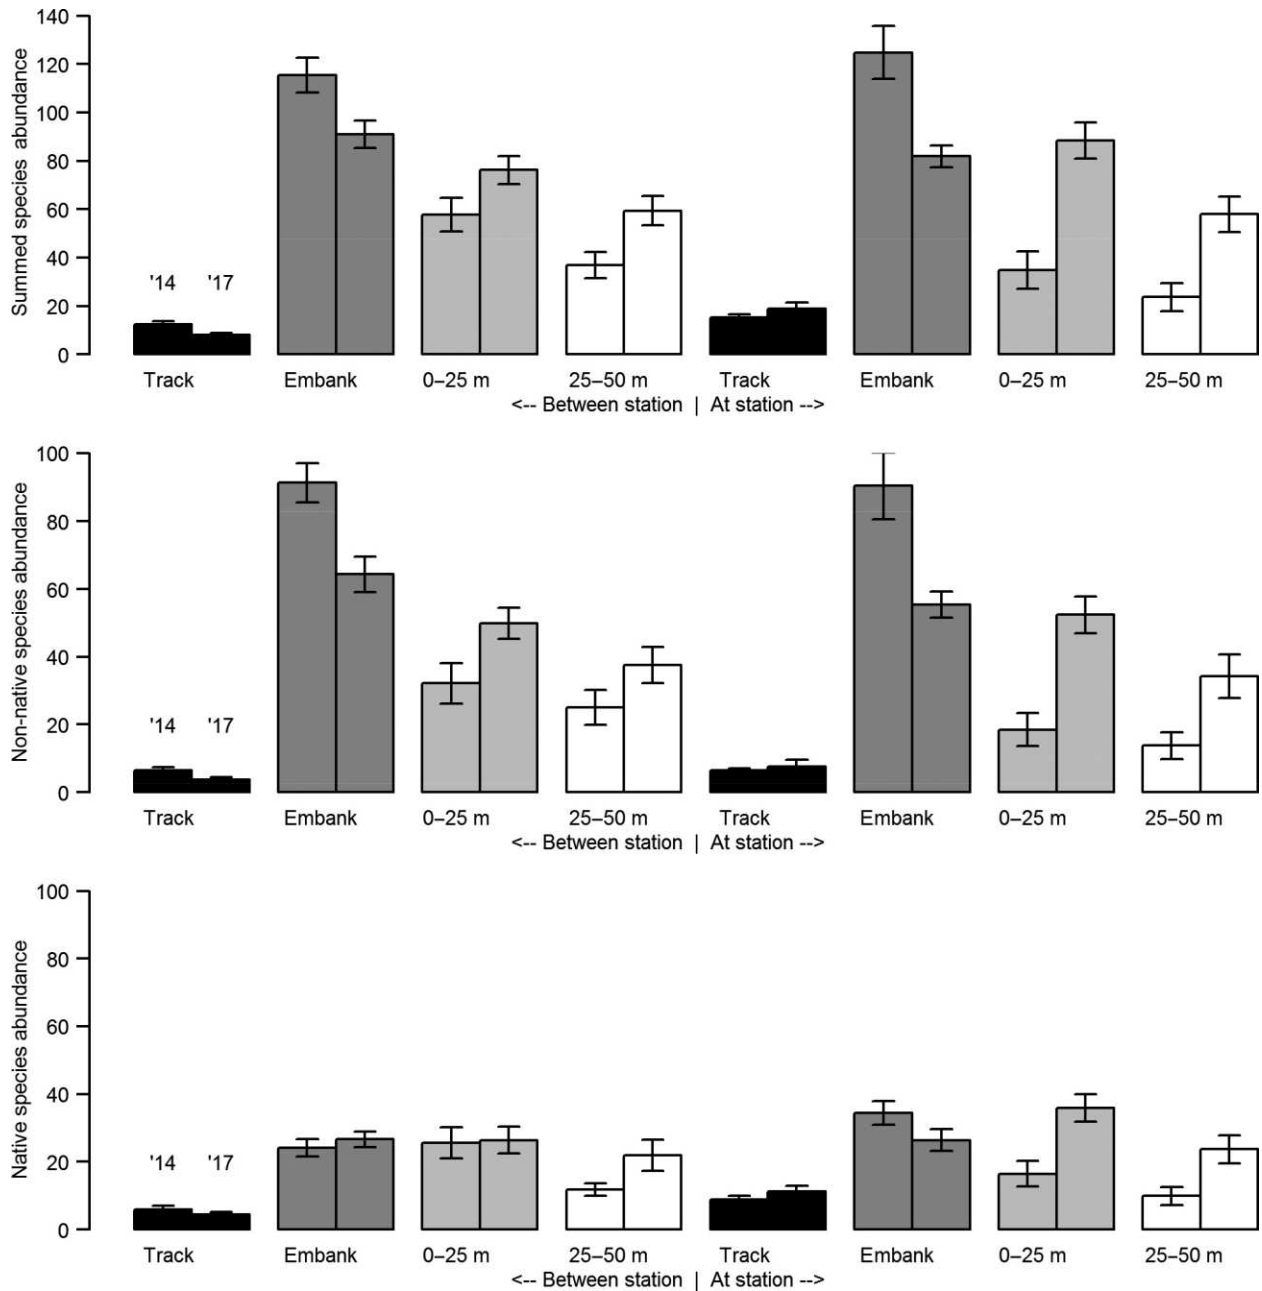 Summed species abundance
140
120
100
80
60
40
20
0
'14 '17
Track Embank 0–25 m 25–50 m Track Embank 0–25 m 25–50 m
<-- Between station | At station -->
Non-native species abundance
100
80
60
40
20
0
'14 '17
Track Embank 0–25 m 25–50 m Track Embank 0–25 m 25–50 m
<-- Between station | At station -->
Native species abundance
100
80
60
40
20
0
'14 '17
Track Embank 0–25 m 25–50 m Track Embank 0–25 m 25–50 m
<-- Between station | At station -->